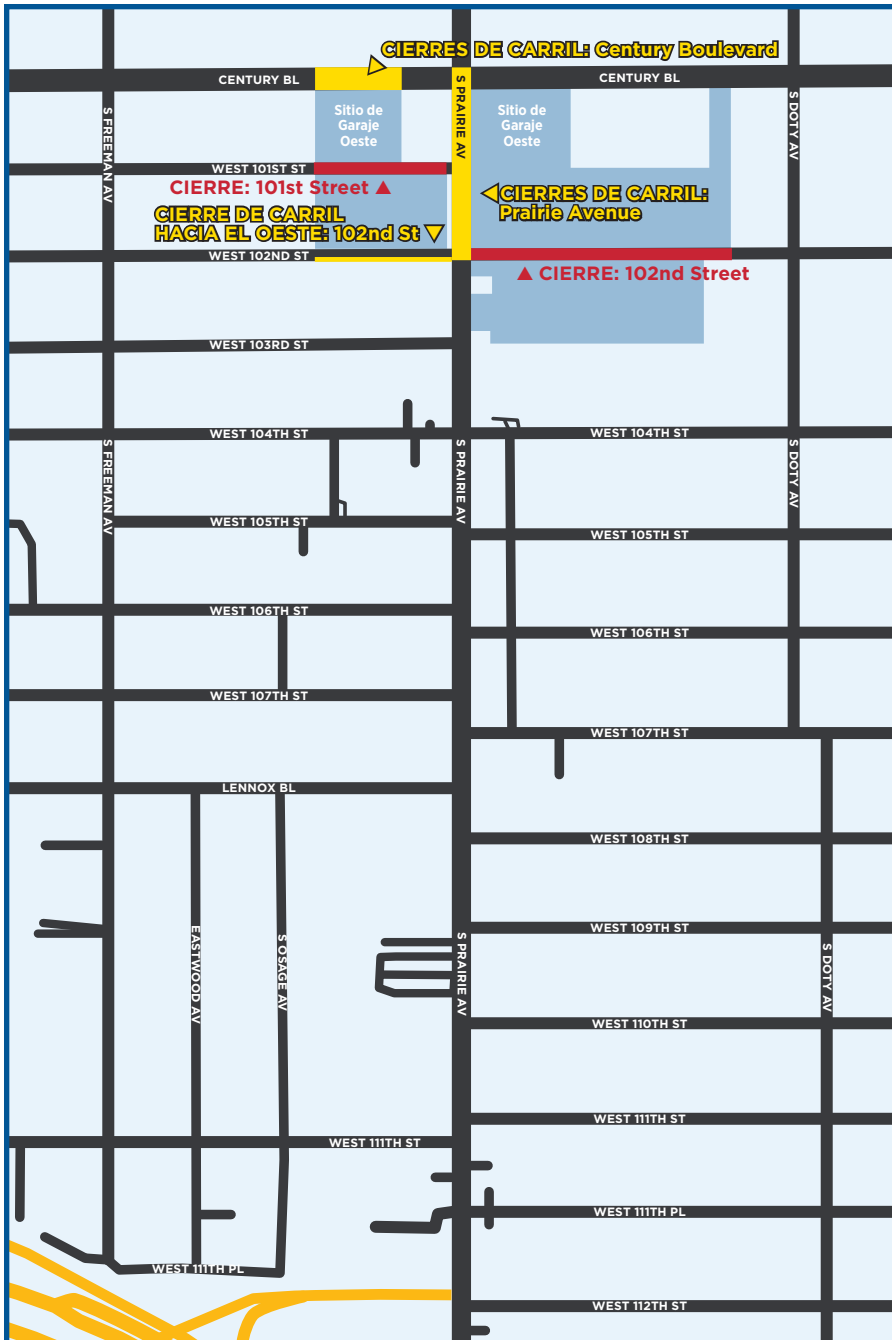 CIERRES DE CARRIL: Century Boulevard
CENTURY BL
CENTURY BL
S PRAIRIE AV
S FREEMAN AV
S DOTY AV
Sitio de
Garaje
Oeste
Sitio de
Garaje
Oeste
WEST 101ST ST
CIERRE: 101st Street ▲
CIERRES DE CARRIL:
Prairie Avenue
CIERRE DE CARRIL
HACIA EL OESTE: 102nd St
WEST 102ND ST
▲ CIERRE: 102nd Street
WEST 103RD ST
WEST 104TH ST
WEST 104TH ST
S FREEMAN AV
S PRAIRIE AV
S DOTY AV
WEST 105TH ST
WEST 105TH ST
WEST 106TH ST
WEST 106TH ST
WEST 107TH ST
WEST 107TH ST
LENNOX BL
WEST 108TH ST
WEST 109TH ST
EASTWOOD AV
S OSAGE AV
S PRAIRIE AV
S DOTY AV
WEST 110TH ST
WEST 111TH ST
WEST 111TH ST
WEST 111TH PL
WEST 111TH PL
WEST 112TH ST